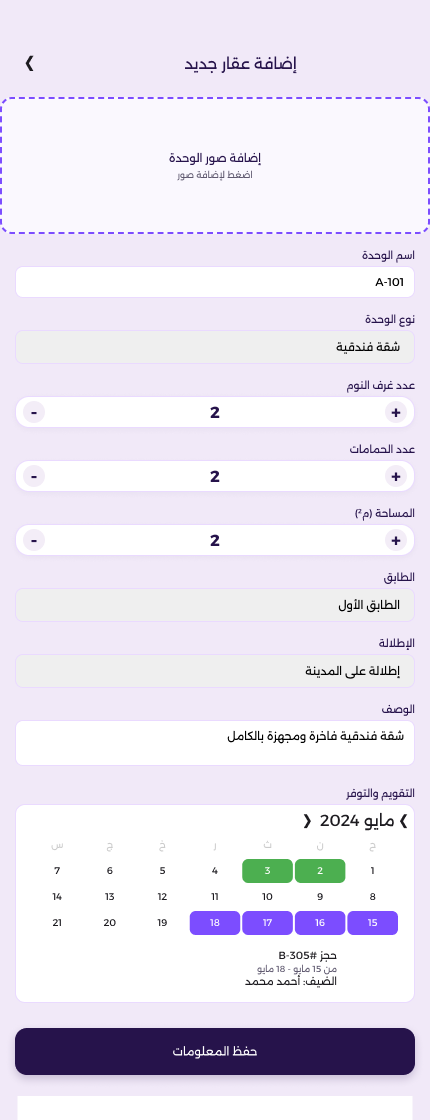 إضافة عقار جديد
❯
إضافة صور الوحدة
اضغط لإضافة صور
اسم الوحدة
A-101
نوع الوحدة
شقة فندقية
عدد غرف النوم
+ 2 -
عدد الحمامات
+ 2 -
المساحة (م²)
+ 2 -
الطابق
الطابق الأول
الإطلالة
إطلالة على المدينة
الوصف
شقة فندقية فاخرة ومجهزة بالكامل
التقويم والتوفر
❮ مايو 2024 ❯
ح ن ث ر خ ج س
1 2 3 4 5 6 7
8 9 10 11 12 13 14
15 16 17 18 19 20 21
حجز #B-305
من 15 مايو - 18 مايو
الضيف: أحمد محمد
حفظ المعلومات